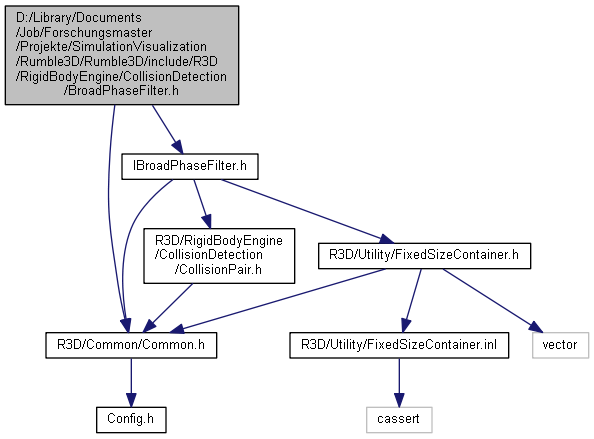 D:/Library/Documents
/Job/Forschungsmaster
/Projekte/SimulationVisualization
/Rumble3D/Rumble3D/include/R3D
/RigidBodyEngine/CollisionDetection
/BroadPhaseFilter.h
IBroadPhaseFilter.h
R3D/RigidBodyEngine
/CollisionDetection
/CollisionPair.h
R3D/Utility/FixedSizeContainer.h
R3D/Common/Common.h
R3D/Utility/FixedSizeContainer.inl
vector
Config.h
cassert